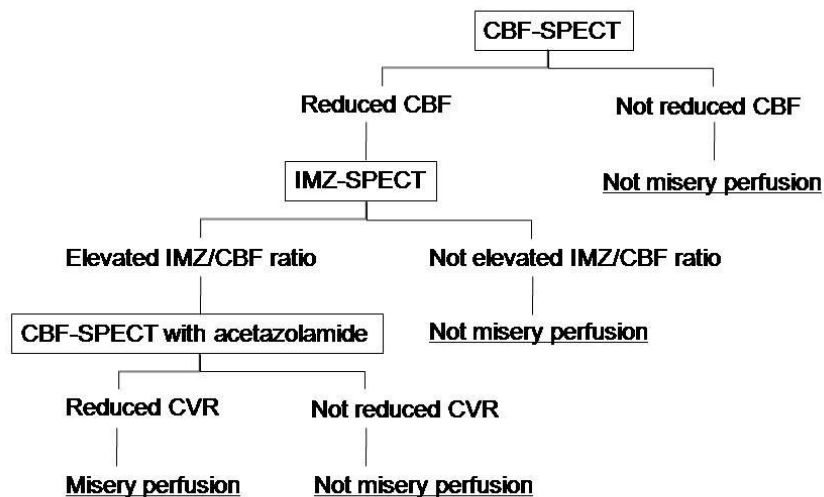 CBF-SPECT
Reduced CBF
Not reduced CBF
IMZ-SPECT
Not misery perfusion
Elevated IMZ/CBF ratio
Not elevated IMZ/CBF ratio
CBF-SPECT with acetazolamide
Not misery perfusion
Reduced CVR
Not reduced CVR
Misery perfusion
Not misery perfusion